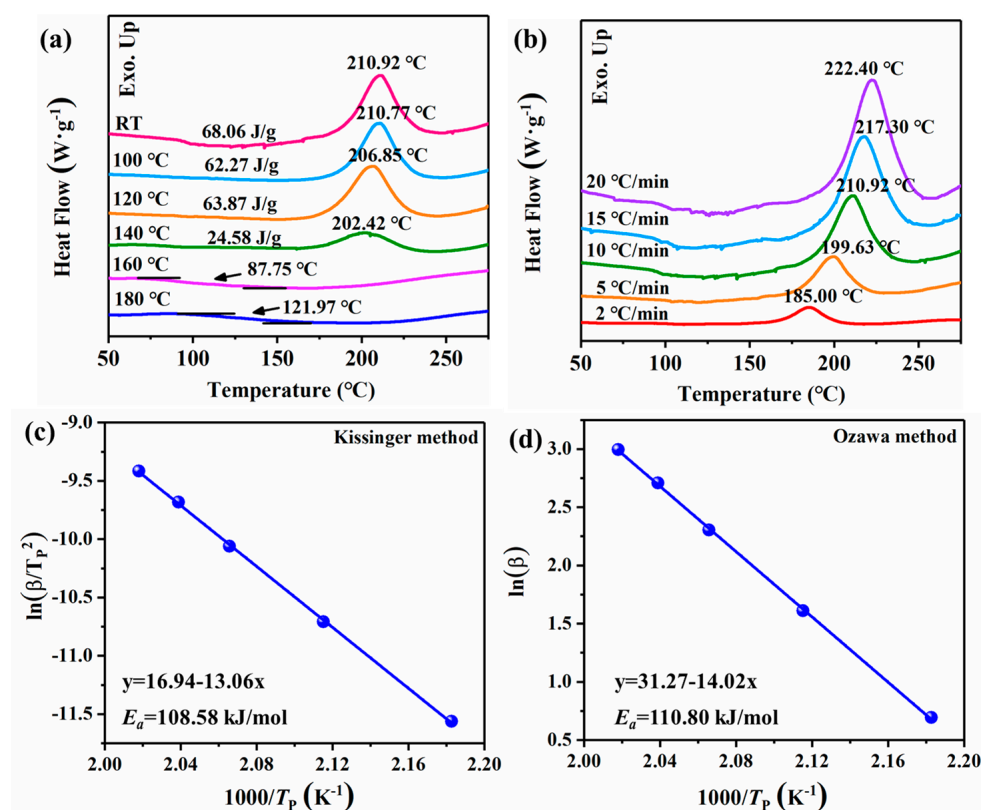 (a)
Exo. Up
Heat Flow (W·g⁻¹)
210.92 ℃
210.77 ℃
RT
68.06 J/g
100 ℃
62.27 J/g
206.85 ℃
120 ℃
63.87 J/g
202.42 ℃
140 ℃
24.58 J/g
160 ℃
87.75 ℃
180 ℃
121.97 ℃
50 100 150 200 250
Temperature (℃)
(b)
Exo. Up
Heat Flow (W·g⁻¹)
222.40 ℃
217.30 ℃
20 ℃/min
210.92 ℃
15 ℃/min
10 ℃/min
199.63 ℃
5 ℃/min
185.00 ℃
2 ℃/min
50 100 150 200 250
Temperature (℃)
(c)
Kissinger method
ln(β/T_P²)
-9.0
-9.5
-10.0
-10.5
-11.0
-11.5
y=16.94-13.06x
Eₐ=108.58 kJ/mol
2.00 2.04 2.08 2.12 2.16 2.20
1000/T_P (K⁻¹)
(d)
Ozawa method
ln(β)
3.0
2.5
2.0
1.5
1.0
0.5
y=31.27-14.02x
Eₐ=110.80 kJ/mol
2.00 2.04 2.08 2.12 2.16 2.20
1000/T_P (K⁻¹)